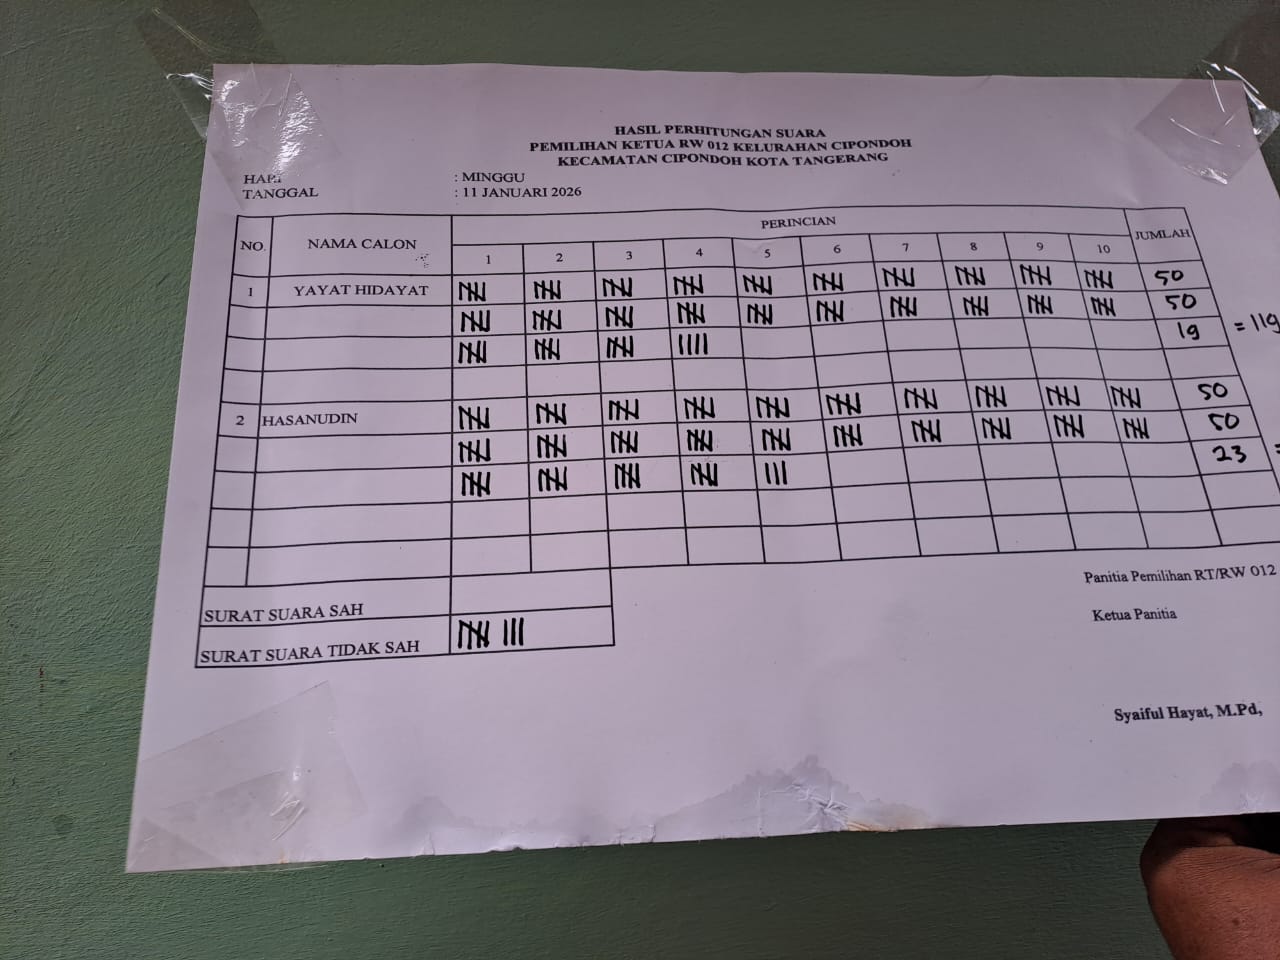 HASIL PERHITUNGAN SUARA
PEMILIHAN KETUA RW 012 KELURAHAN CIPONDOH
KECAMATAN CIPONDOH KOTA TANGERANG
HARI : MINGGU
TANGGAL : 11 JANUARI 2026
NO. NAMA CALON PERINCIAN JUMLAH
1 2 3 4 5 6 7 8 9 10
1 YAYAT HIDAYAT 50
50
19 = 119
2 HASANUDIN 50
50
23 =
SURAT SUARA SAH
SURAT SUARA TIDAK SAH
Panitia Pemilihan RT/RW 012
Ketua Panitia
Syaiful Hayat, M.Pd,